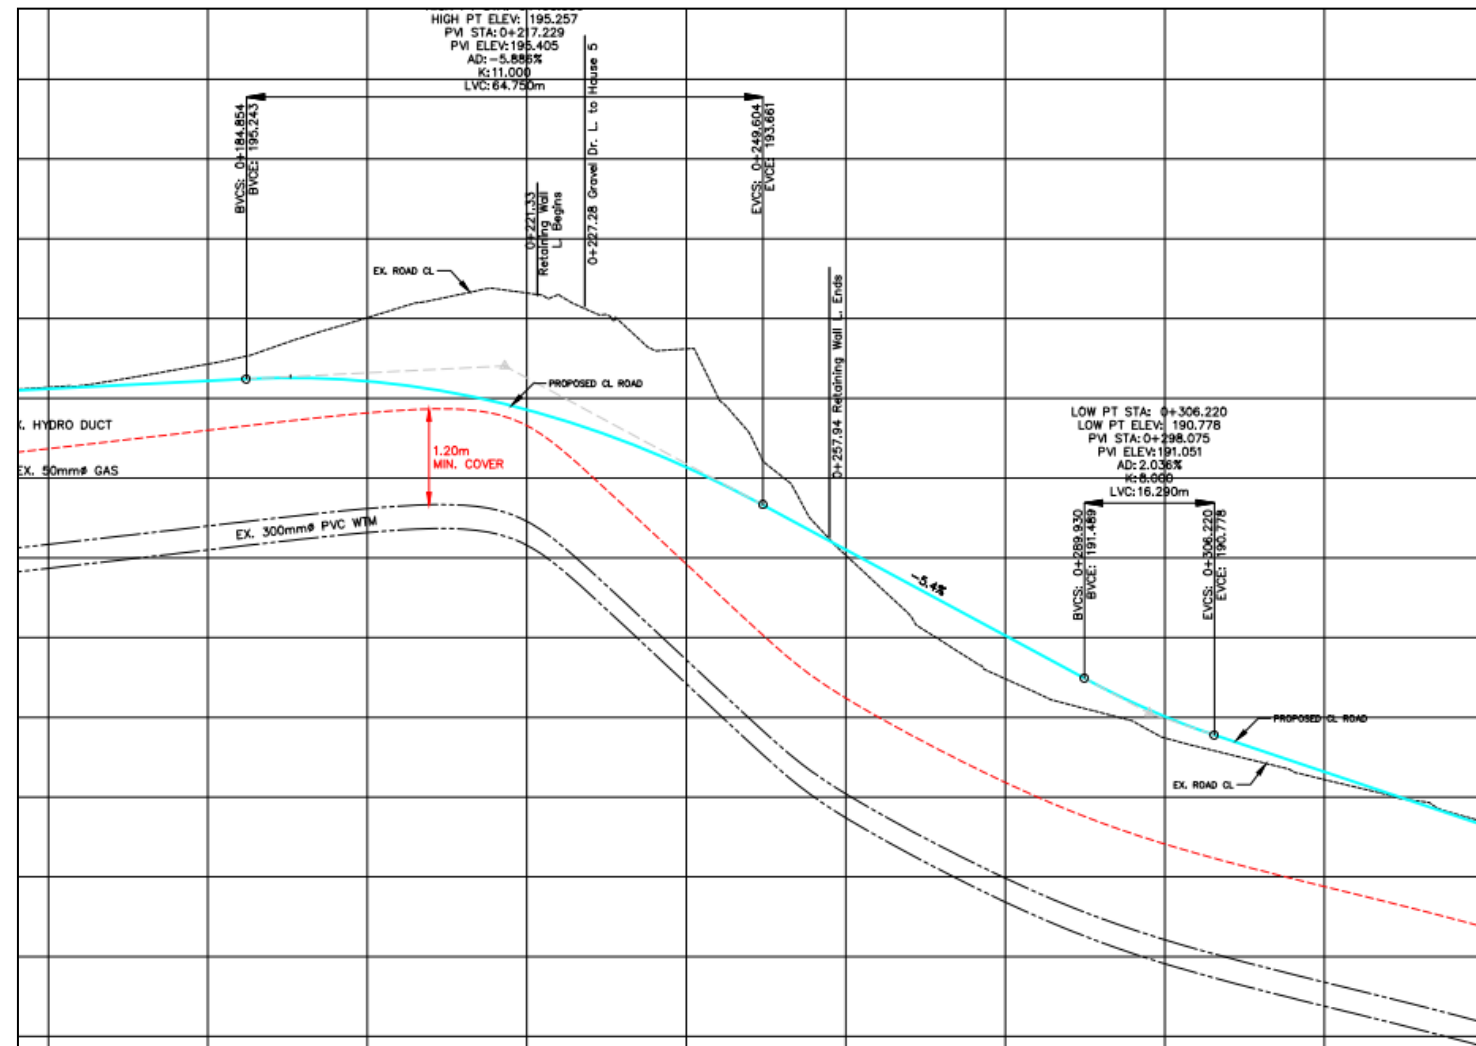 HIGH PT ELEV: 195.257
PVI STA: 0+217.229
PVI ELEV: 195.405
AD: -5.886%
K: 11.000
LVC: 64.750m
BVCS: 0+184.854
BVCE: 195.243
0+221.33
Retaining Wall
L. Begins
0+227.28 Gravel Dr. L. to House 5
EVCS: 0+249.604
EVCE: 193.661
EX. ROAD CL
0+257.94 Retaining Wall L. Ends
PROPOSED CL ROAD
X. HYDRO DUCT
1.20m
MIN. COVER
EX. 50mmø GAS
EX. 300mmø PVC WTM
LOW PT STA: 0+306.220
LOW PT ELEV: 190.778
PVI STA: 0+298.075
PVI ELEV: 191.051
AD: 2.036%
K: 8.000
LVC: 16.290m
BVCS: 0+289.930
BVCE: 191.489
EVCS: 0+306.220
EVCE: 190.778
-5.4%
PROPOSED CL ROAD
EX. ROAD CL